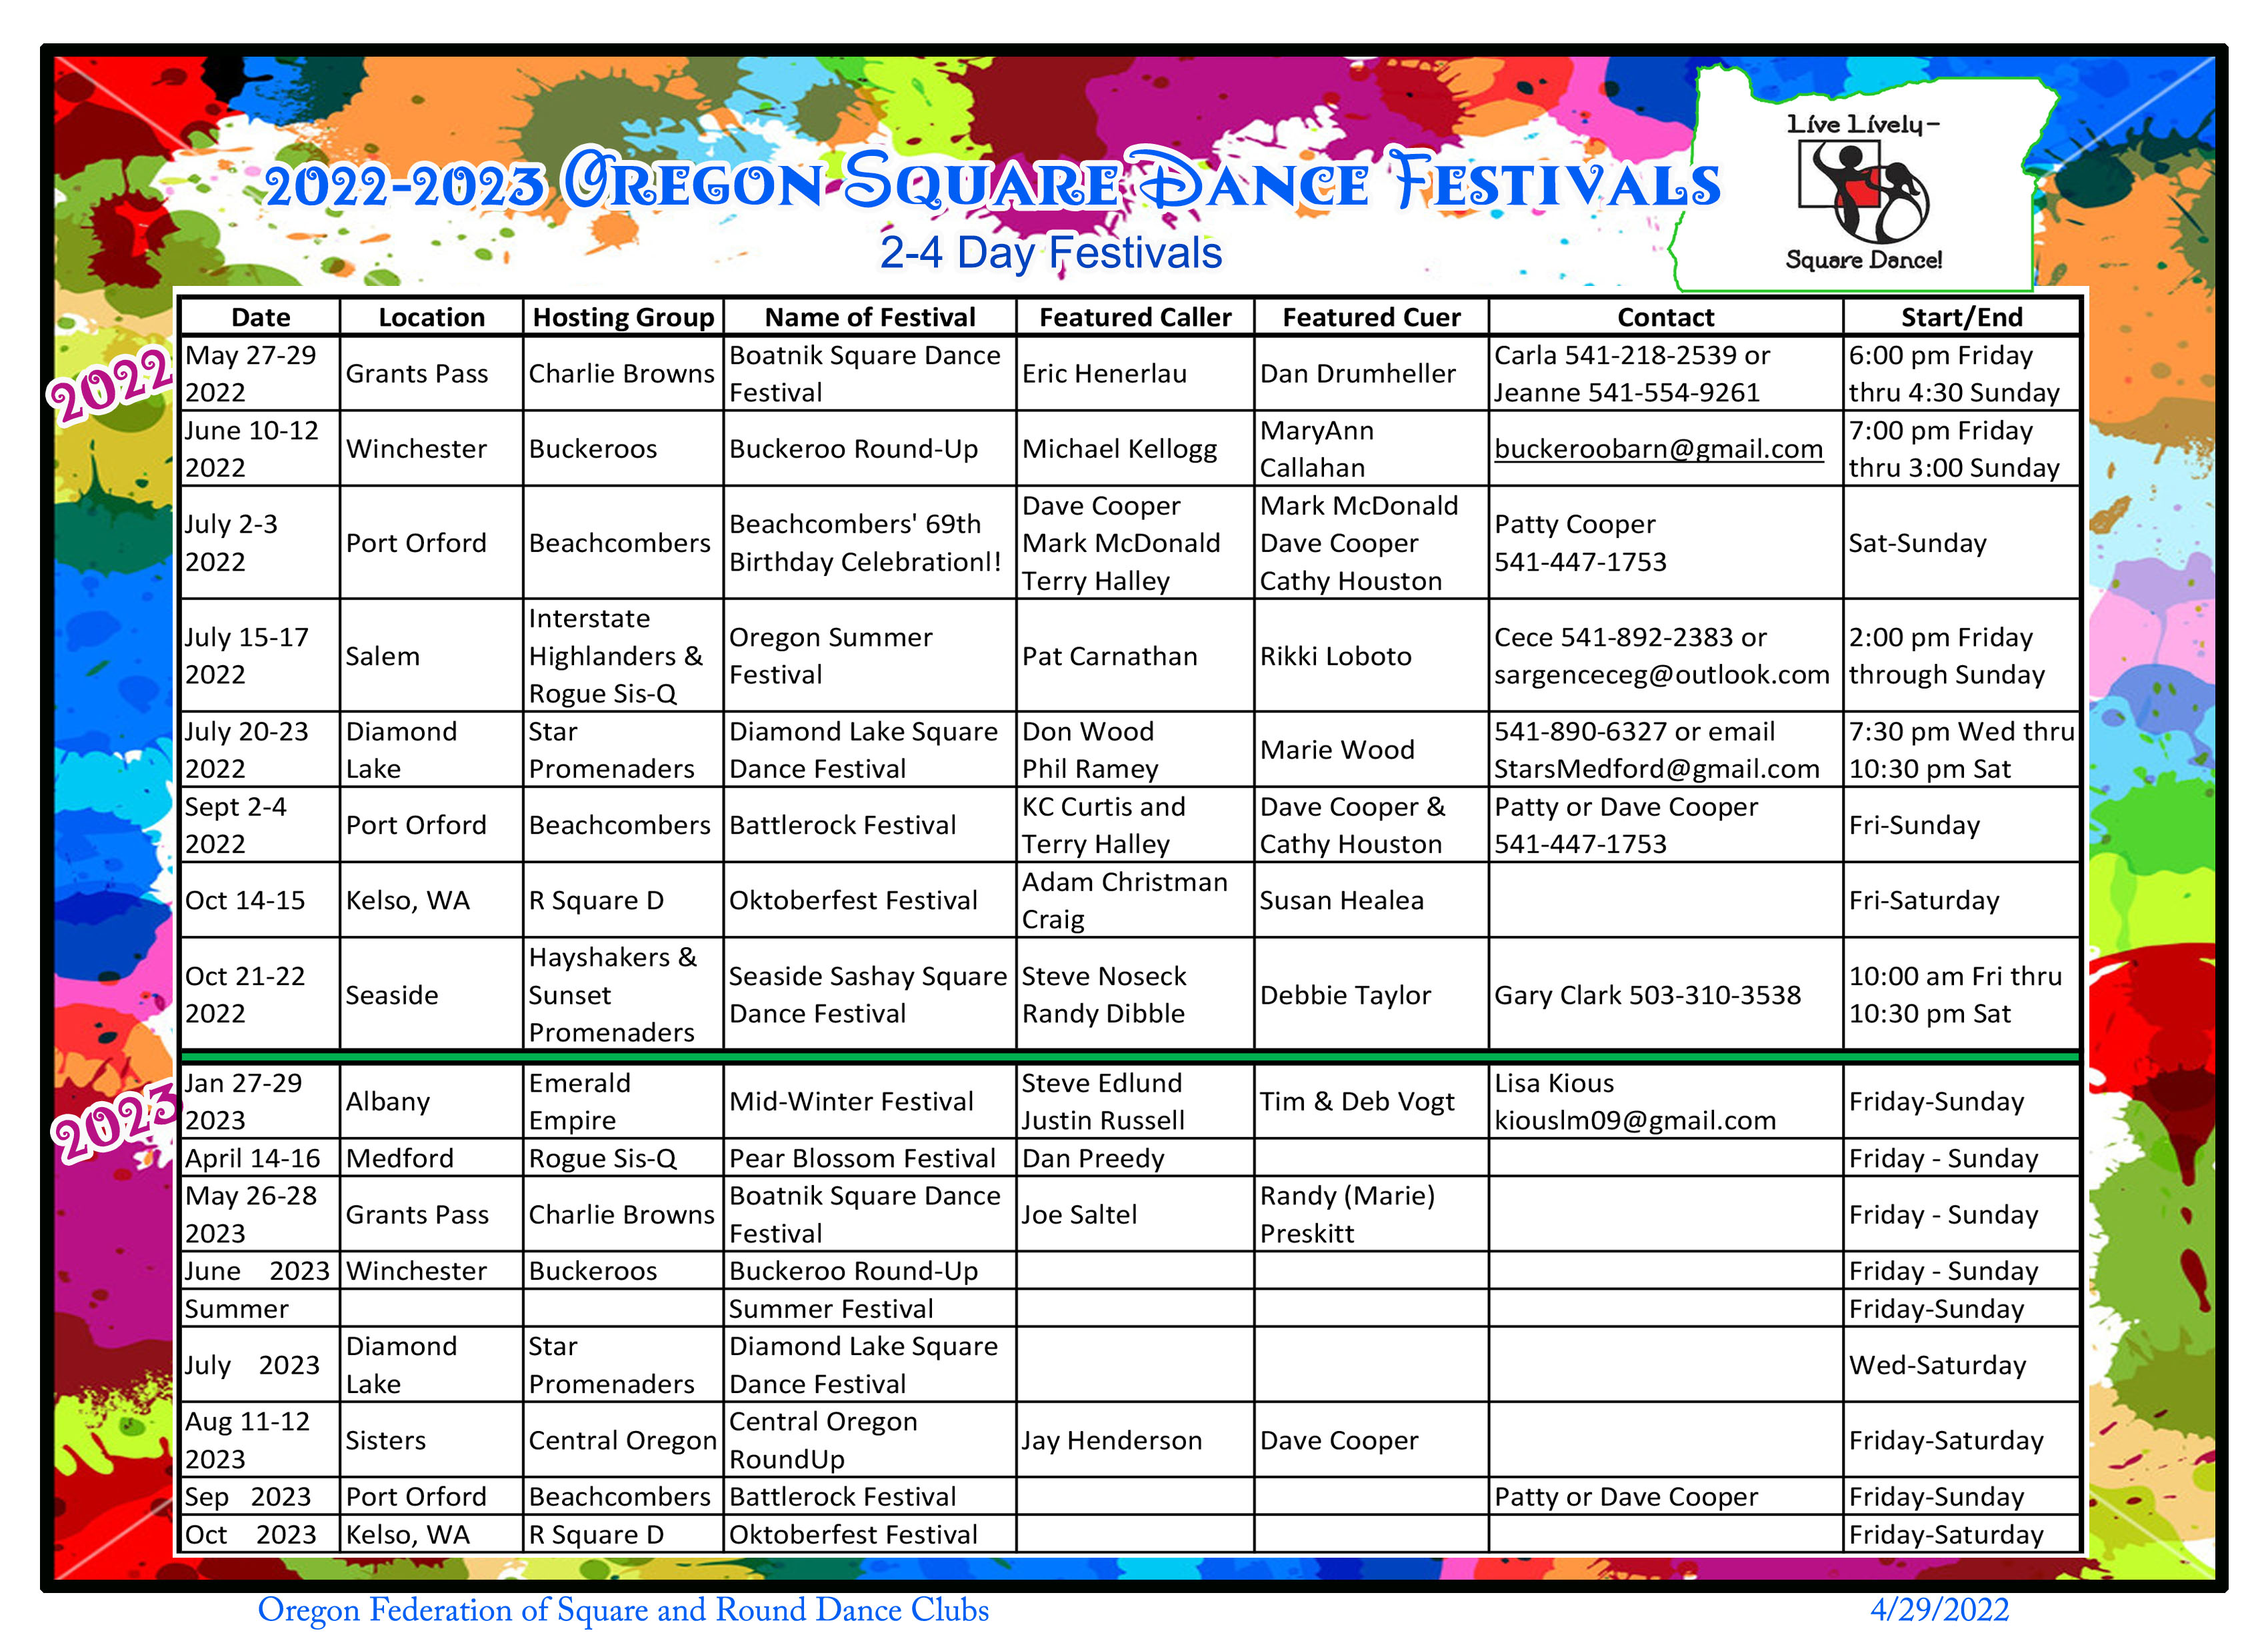 Live Lively-
Square Dance!
2022-2023 Oregon Square Dance Festivals
2-4 Day Festivals
Date Location Hosting Group Name of Festival Featured Caller Featured Cuer Contact Start/End
2022
May 27-29 2022 Grants Pass Charlie Browns Boatnik Square Dance Festival Eric Henerlau Dan Drumheller Carla 541-218-2539 or Jeanne 541-554-9261 6:00 pm Friday thru 4:30 Sunday
June 10-12 2022 Winchester Buckeroos Buckeroo Round-Up Michael Kellogg MaryAnn Callahan buckeroobarn@gmail.com 7:00 pm Friday thru 3:00 Sunday
July 2-3 2022 Port Orford Beachcombers Beachcombers' 69th Birthday Celebrationl! Dave Cooper Mark McDonald Terry Halley Mark McDonald Dave Cooper Cathy Houston Patty Cooper 541-447-1753 Sat-Sunday
July 15-17 2022 Salem Interstate Highlanders & Rogue Sis-Q Oregon Summer Festival Pat Carnathan Rikki Loboto Cece 541-892-2383 or sargenceceg@outlook.com 2:00 pm Friday through Sunday
July 20-23 2022 Diamond Lake Star Promenaders Diamond Lake Square Dance Festival Don Wood Phil Ramey Marie Wood 541-890-6327 or email StarsMedford@gmail.com 7:30 pm Wed thru 10:30 pm Sat
Sept 2-4 2022 Port Orford Beachcombers Battlerock Festival KC Curtis and Terry Halley Dave Cooper & Cathy Houston Patty or Dave Cooper 541-447-1753 Fri-Sunday
Oct 14-15 Kelso, WA R Square D Oktoberfest Festival Adam Christman Craig Susan Healea Fri-Saturday
Oct 21-22 2022 Seaside Hayshakers & Sunset Promenaders Seaside Sashay Square Dance Festival Steve Noseck Randy Dibble Debbie Taylor Gary Clark 503-310-3538 10:00 am Fri thru 10:30 pm Sat
2023
Jan 27-29 2023 Albany Emerald Empire Mid-Winter Festival Steve Edlund Justin Russell Tim & Deb Vogt Lisa Kious kiouslm09@gmail.com Friday-Sunday
April 14-16 Medford Rogue Sis-Q Pear Blossom Festival Dan Preedy Friday - Sunday
May 26-28 2023 Grants Pass Charlie Browns Boatnik Square Dance Festival Joe Saltel Randy (Marie) Preskitt Friday - Sunday
June 2023 Winchester Buckeroos Buckeroo Round-Up Friday - Sunday
Summer Summer Festival Friday-Sunday
July 2023 Diamond Lake Star Promenaders Diamond Lake Square Dance Festival Wed-Saturday
Aug 11-12 2023 Sisters Central Oregon Central Oregon RoundUp Jay Henderson Dave Cooper Friday-Saturday
Sep 2023 Port Orford Beachcombers Battlerock Festival Patty or Dave Cooper Friday-Sunday
Oct 2023 Kelso, WA R Square D Oktoberfest Festival Friday-Saturday
Oregon Federation of Square and Round Dance Clubs 4/29/2022